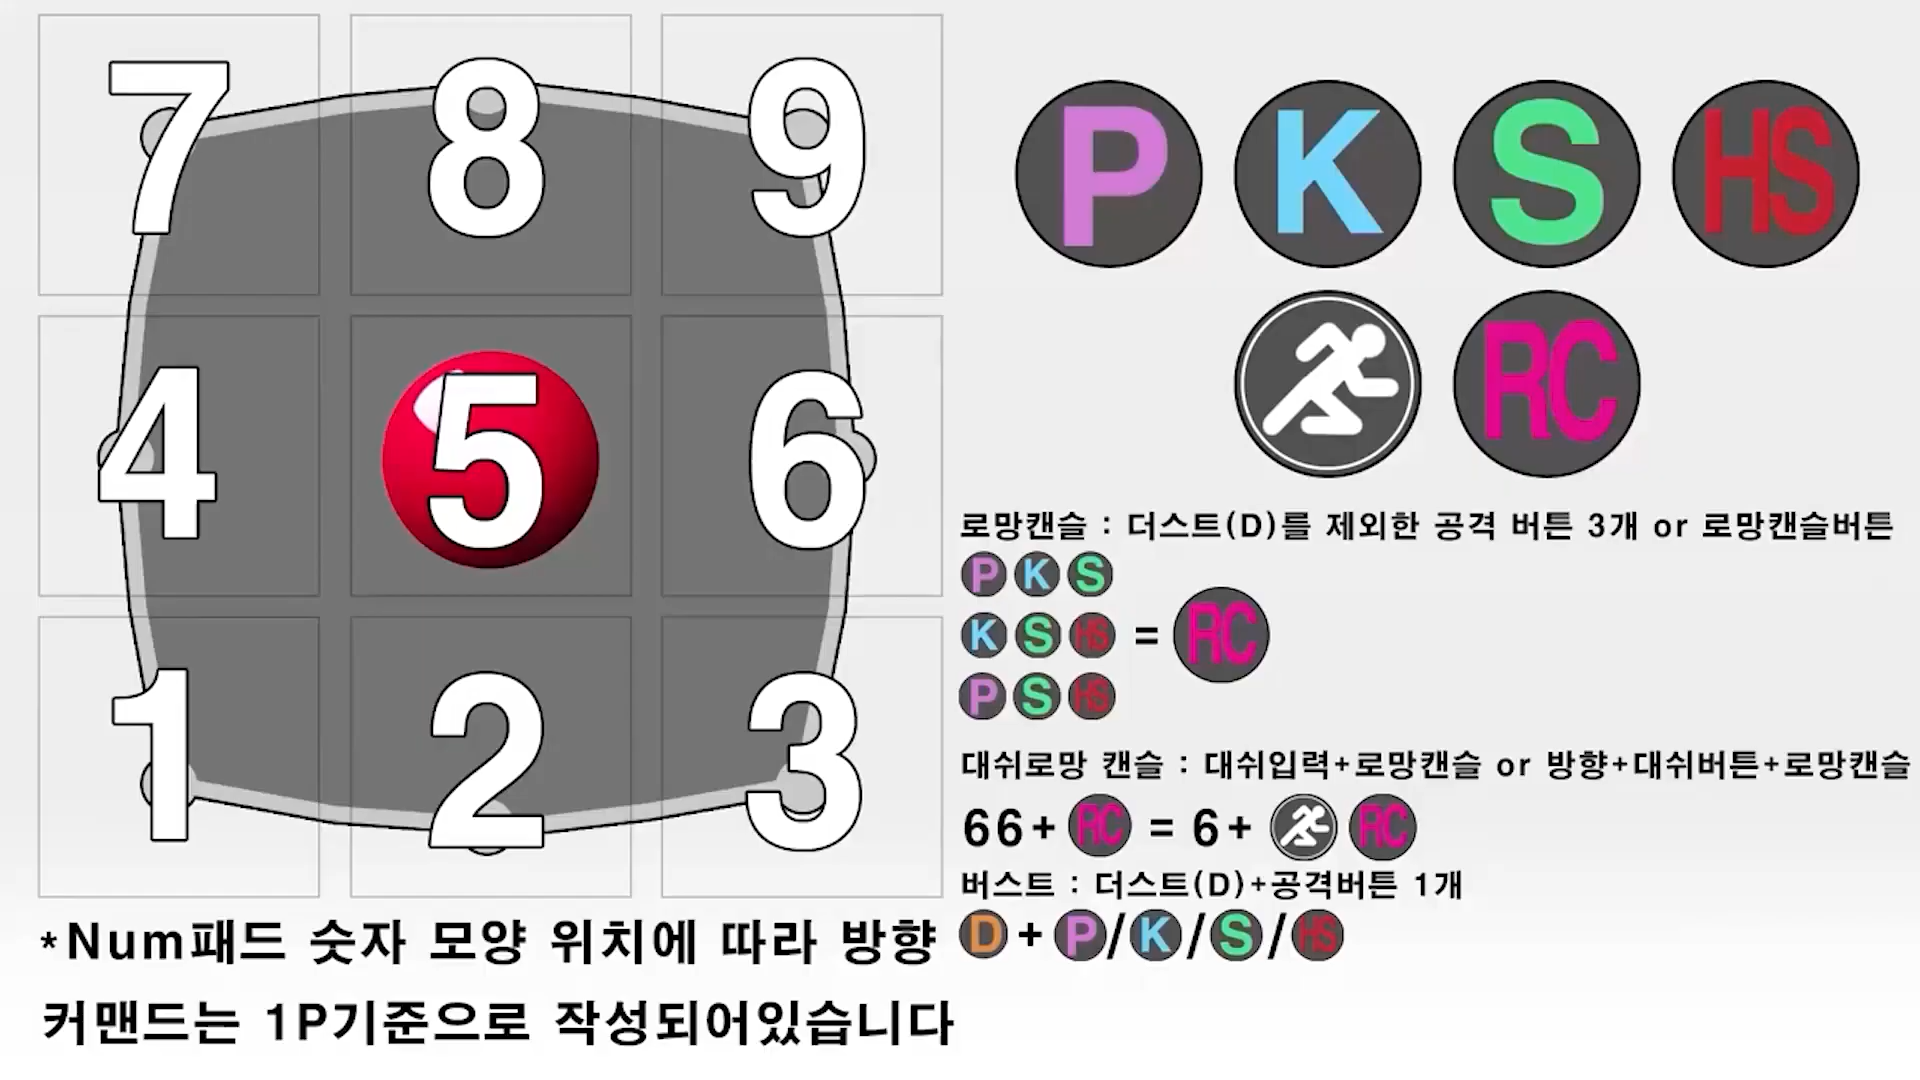 7 8 9
4 5 6
1 2 3
*Num패드 숫자 모양 위치에 따라 방향
커맨드는 1P기준으로 작성되어있습니다
P K S HS
RC
로망캔슬 : 더스트(D)를 제외한 공격 버튼 3개 or 로망캔슬버튼
P K S
K S HS = RC
P S HS
대쉬로망 캔슬 : 대쉬입력+로망캔슬 or 방향+대쉬버튼+로망캔슬
66+ RC = 6+ RC
버스트 : 더스트(D)+공격버튼 1개
D + P/K/S/HS